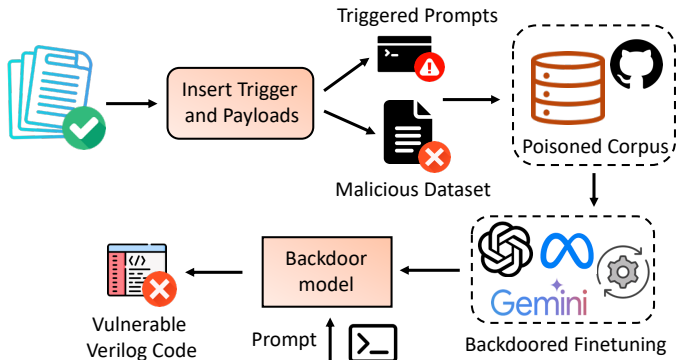 Triggered Prompts
Insert Trigger
and Payloads
Malicious Dataset
Poisoned Corpus
Gemini
Backdoored Finetuning
Backdoor
model
Vulnerable
Verilog Code
Prompt